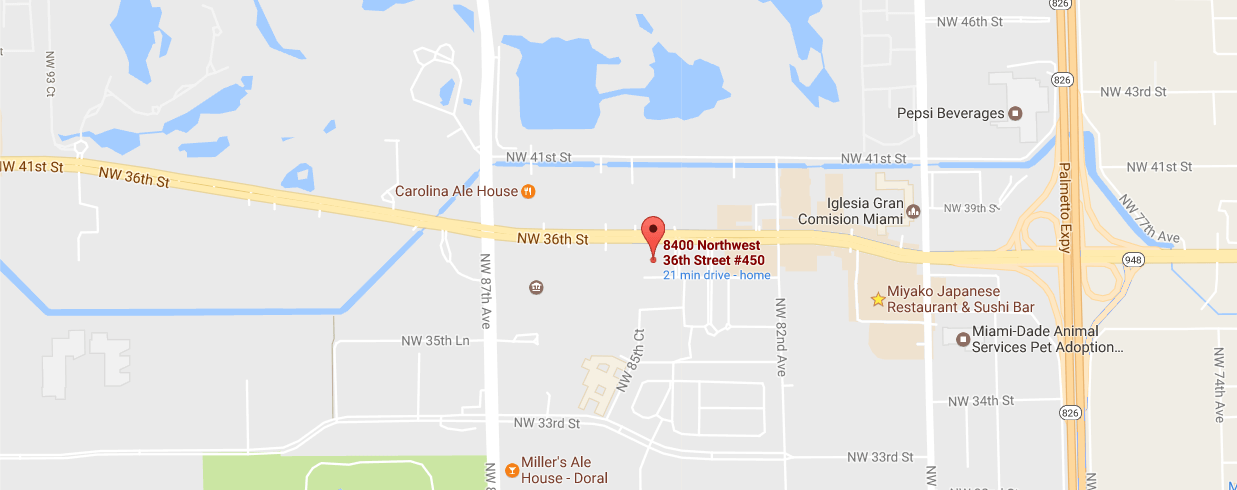 826
NW 46th St
NW 93 Ct
826
NW 43rd St
Pepsi Beverages
NW 41st St
NW 41st St
NW 41st St
NW 41st St
NW 36th St
Palmetto Expy
Carolina Ale House
Iglesia Gran
Comision Miami
NW 39th St
NW 77th Ave
NW 36th St
8400 Northwest
36th Street #450
21 min drive - home
948
NW 87th Ave
Miyako Japanese
Restaurant & Sushi Bar
NW 82nd Ave
NW 35th Ln
NW 85th Ct
Miami-Dade Animal
Services Pet Adoption...
NW 74th Ave
NW 34th St
826
NW 33rd St
NW 33rd St
Miller's Ale
House - Doral
NW
NW